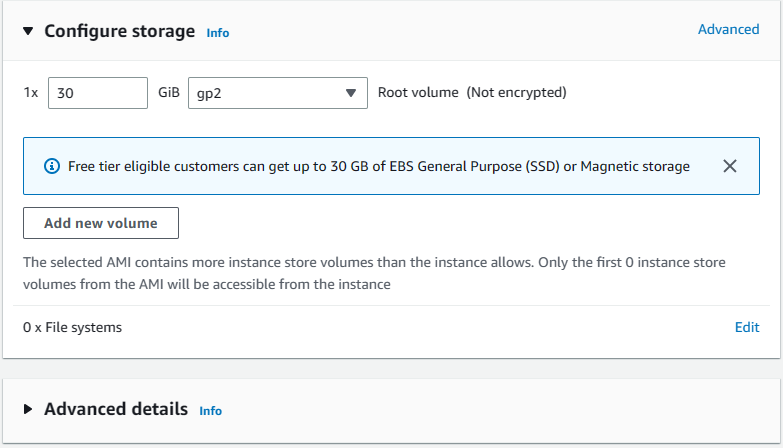 Configure storage Info Advanced
1x 30 GiB gp2 Root volume (Not encrypted)
Free tier eligible customers can get up to 30 GB of EBS General Purpose (SSD) or Magnetic storage
Add new volume
The selected AMI contains more instance store volumes than the instance allows. Only the first 0 instance store
volumes from the AMI will be accessible from the instance
0 x File systems Edit
Advanced details Info